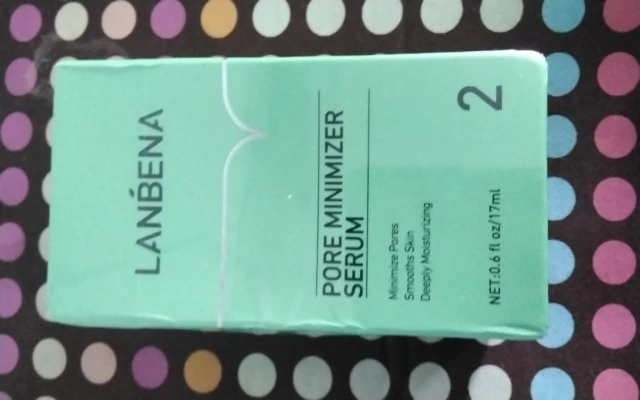 LANBENA
PORE MINIMIZER
SERUM
Minimize Pores
Smooths Skin
Deeply Moisturizing
NET:0.6 fl oz/17ml
2